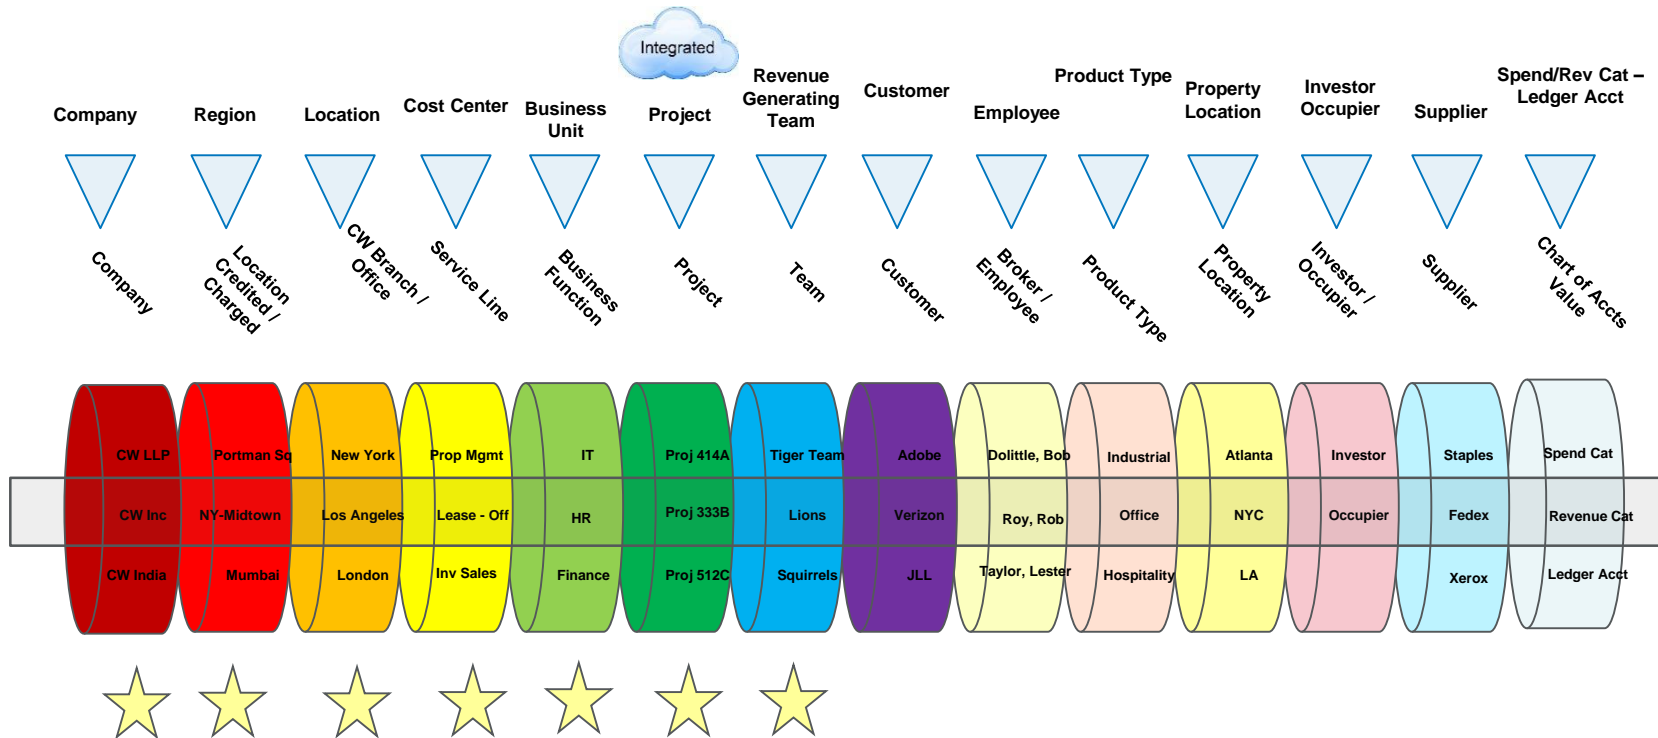 Integrated
Company
Region
Location
Cost Center
Business
Unit
Project
Revenue
Generating
Team
Customer
Employee
Product Type
Property
Location
Investor
Occupier
Supplier
Spend/Rev Cat –
Ledger Acct
Company
Location
Credited /
Charged
CW Branch /
Office
Service Line
Business
Function
Project
Team
Customer
Broker /
Employee
Product Type
Property
Location
Investor /
Occupier
Supplier
Chart of Accts
Value
CW LLP
Portman Sq
New York
Prop Mgmt
IT
Proj 414A
Tiger Team
Adobe
Dolittle, Bob
Industrial
Atlanta
Investor
Staples
Spend Cat
CW Inc
NY-Midtown
Los Angeles
Lease - Off
HR
Proj 333B
Lions
Verizon
Roy, Rob
Office
NYC
Occupier
Fedex
Revenue Cat
CW India
Mumbai
London
Inv Sales
Finance
Proj 512C
Squirrels
JLL
Taylor, Lester
Hospitality
LA
Xerox
Ledger Acct